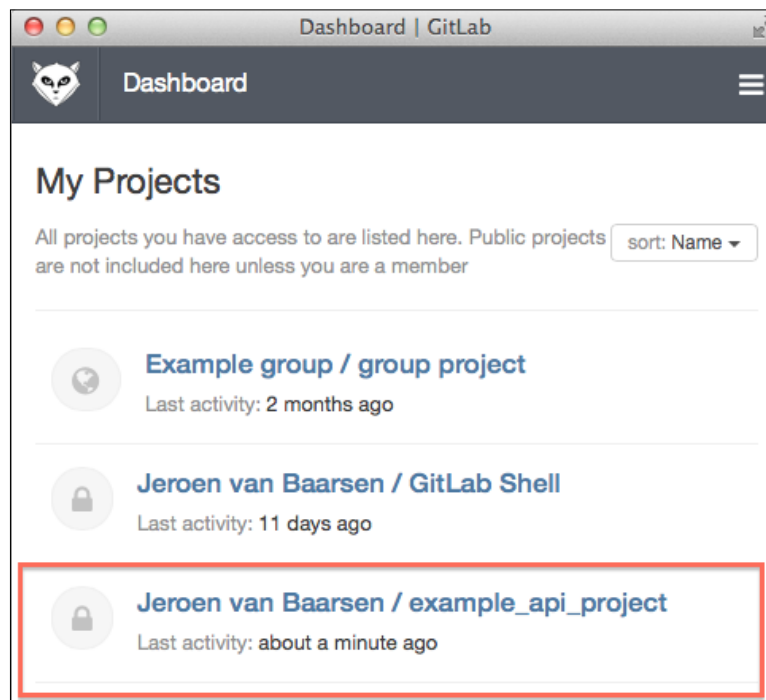 Dashboard | GitLab
Dashboard
My Projects
All projects you have access to are listed here. Public projects
are not included here unless you are a member
sort: Name
Example group / group project
Last activity: 2 months ago
Jeroen van Baarsen / GitLab Shell
Last activity: 11 days ago
Jeroen van Baarsen / example_api_project
Last activity: about a minute ago